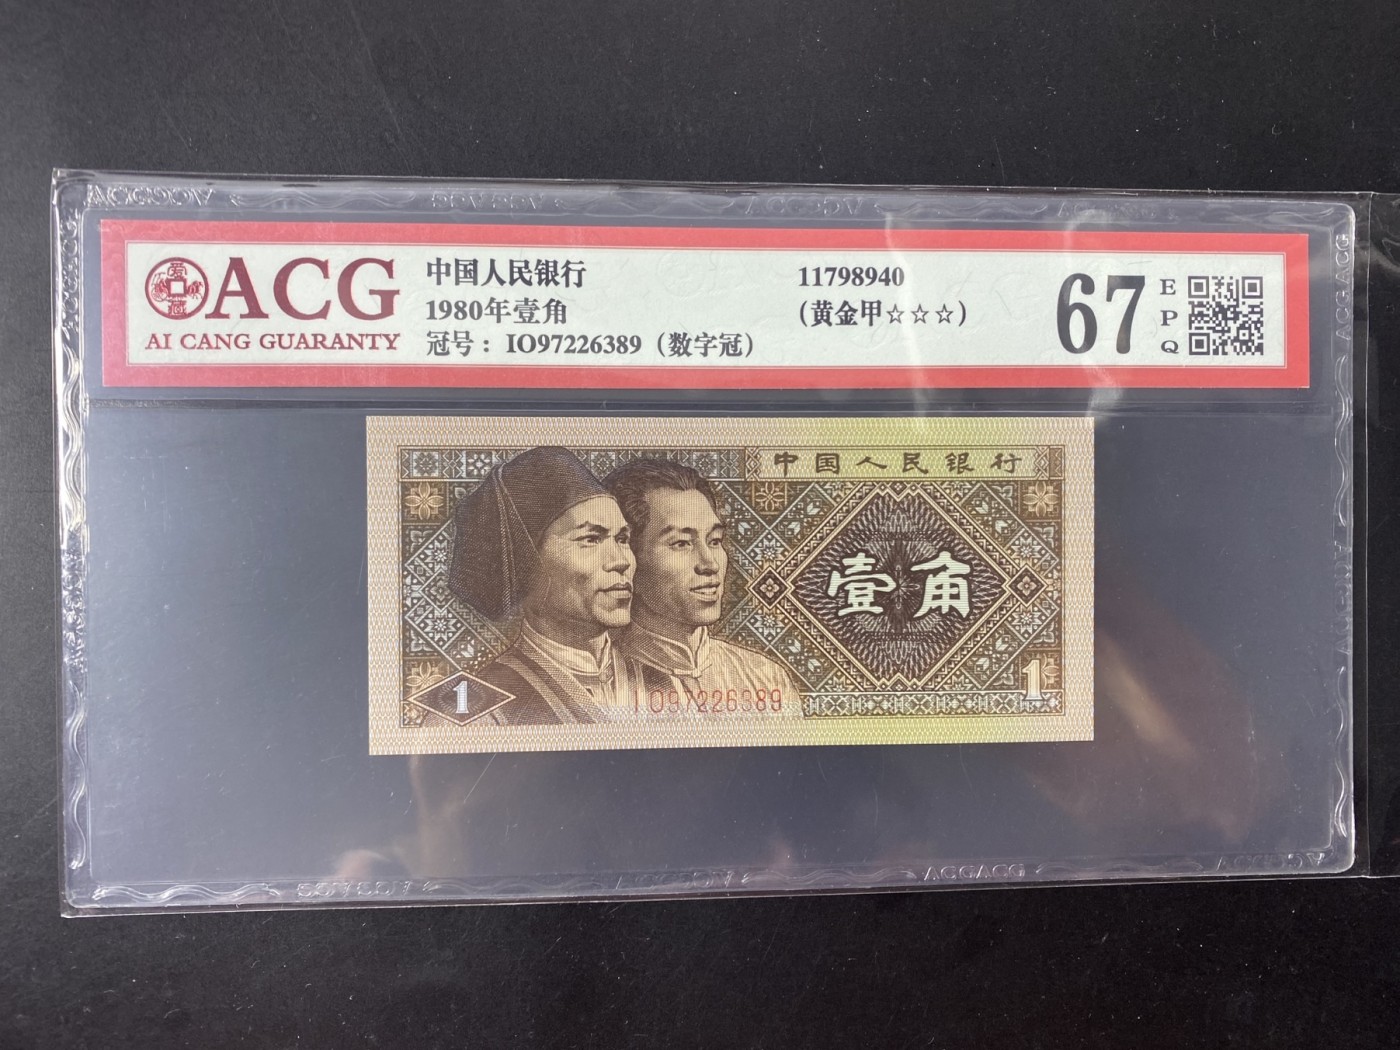 ACG
AI CANG GUARANTY
中国人民银行
1980年壹角
冠号：IO97226389（数字冠）
11798940
（黄金甲☆☆☆）
67
E
P
Q
中国人民银行
壹角
1
IO97226389
1
ACGACG